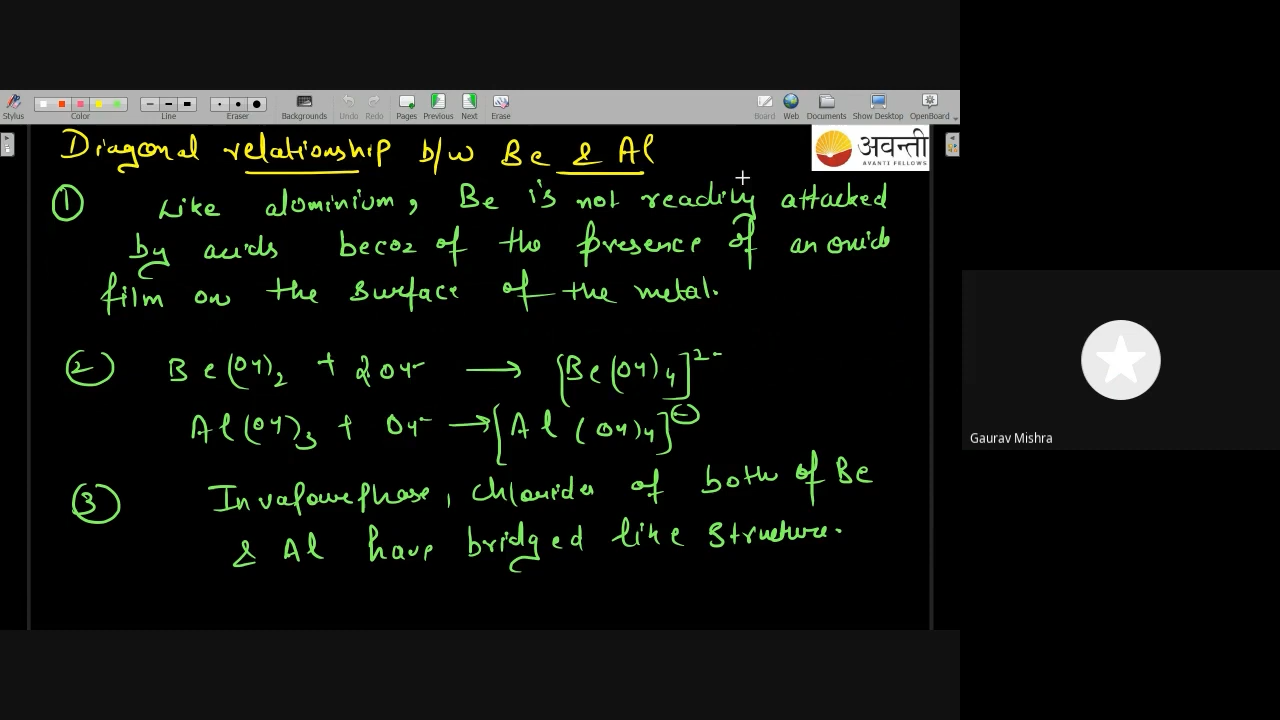 Stylus Color Line Eraser Backgrounds Undo Redo Pages Previous Next Erase Board Web Documents Show Desktop OpenBoard
Diagonal relationship b/w Be & Al
अवन्ती
AVANTI FELLOWS
① Like aluminium, Be is not readily attacked
by acids becoz of the presence of an oxide
film on the surface of the metal.
② Be(OH)₂ + 2OH⁻ → [Be(OH)₄]²⁻
Al(OH)₃ + OH⁻ → [Al(OH)₄]⊖
Gaurav Mishra
③ In vapour phase, chlorides of both of Be
& Al have bridged like structure.